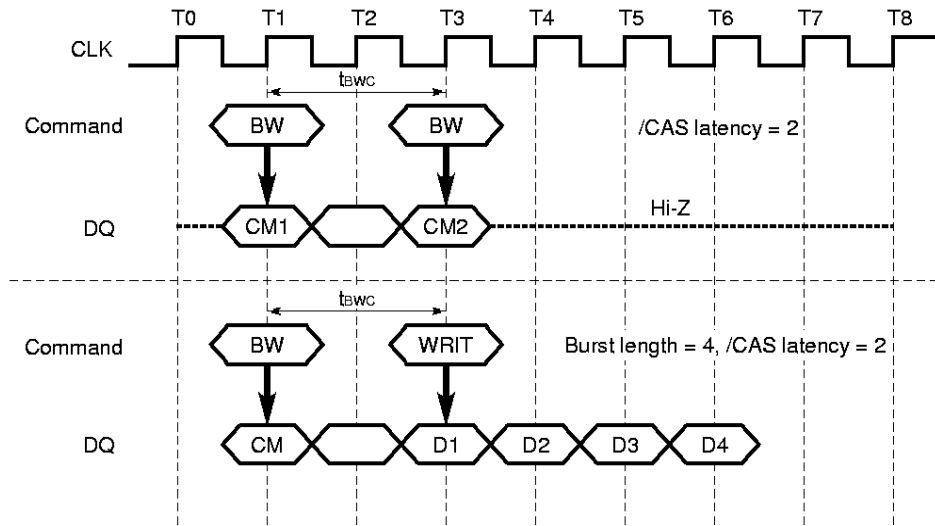 T0 T1 T2 T3 T4 T5 T6 T7 T8
CLK
tBWC
Command BW BW /CAS latency = 2
DQ CM1 CM2 Hi-Z
tBWC
Command BW WRIT Burst length = 4, /CAS latency = 2
DQ CM D1 D2 D3 D4